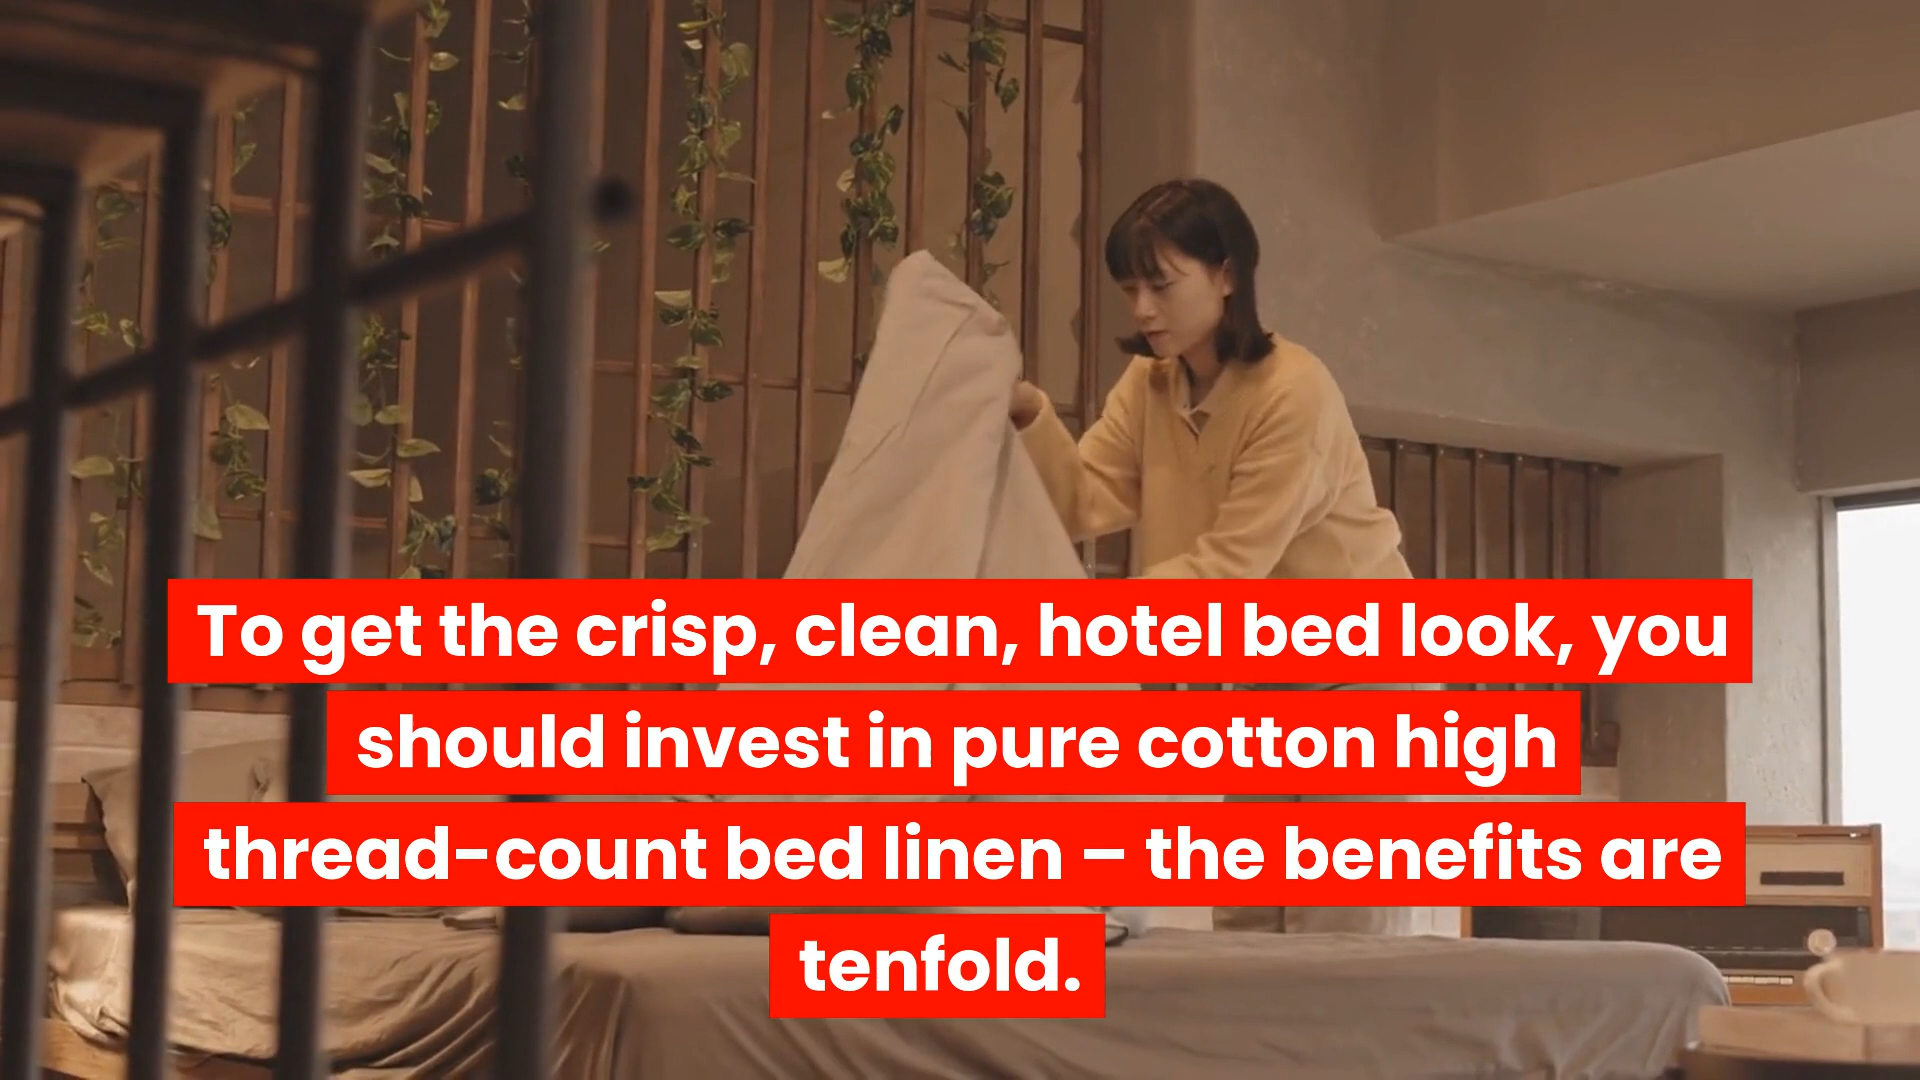 To get the crisp, clean, hotel bed look, you
should invest in pure cotton high
thread-count bed linen – the benefits are
tenfold.